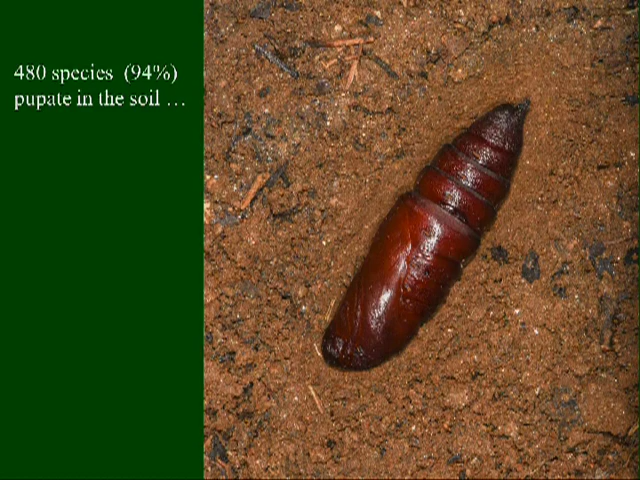 480 species (94%)
pupate in the soil …